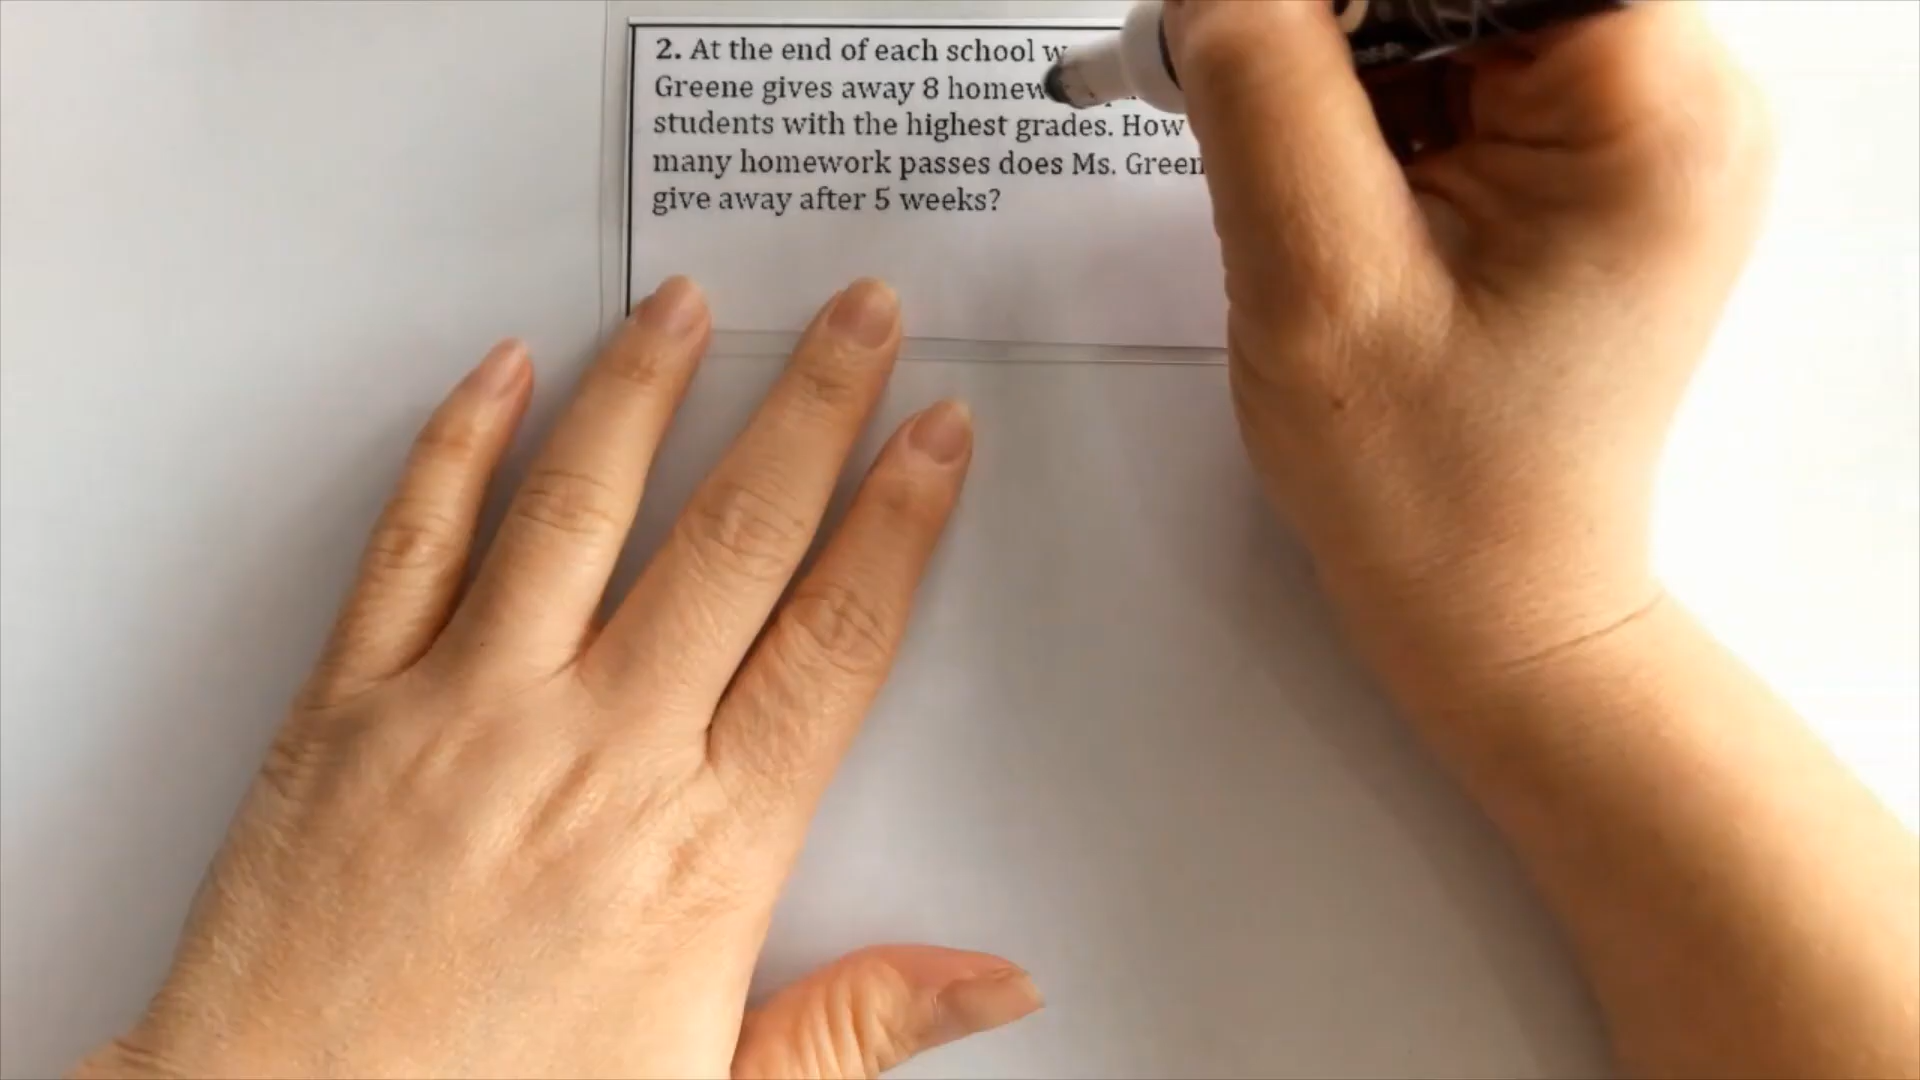 2. At the end of each school
Greene gives away 8
students with the highest grades. How
many homework passes does Ms. Green
give away after 5 weeks?